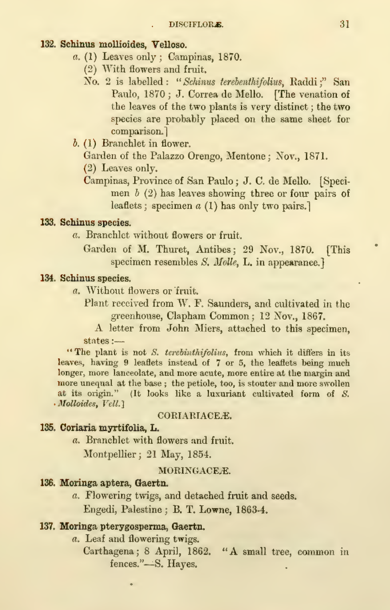 DISCIFLORÆ. 31
132. Schinus mollioides, Velloso.
a. (1) Leaves only; Campinas, 1870.
(2) With flowers and fruit.
No. 2 is labelled: "Schinus terebenthifolius, Raddi;" San
Paulo, 1870; J. Correa de Mello. [The venation of
the leaves of the two plants is very distinct; the two
species are probably placed on the same sheet for
comparison.]
b. (1) Branchlet in flower.
Garden of the Palazzo Orengo, Mentone; Nov., 1871.
(2) Leaves only.
Campinas, Province of San Paulo; J. C. de Mello. [Speci-
men b (2) has leaves showing three or four pairs of
leaflets; specimen a (1) has only two pairs.]
133. Schinus species.
a. Branchlet without flowers or fruit.
Garden of M. Thuret, Antibes; 29 Nov., 1870. [This
specimen resembles S. Molle, L. in appearance.]
134. Schinus species.
a. Without flowers or fruit.
Plant received from W. F. Saunders, and cultivated in the
greenhouse, Clapham Common; 12 Nov., 1867.
A letter from John Miers, attached to this specimen,
states:—
"The plant is not S. terebinthifolius, from which it differs in its
leaves, having 9 leaflets instead of 7 or 5, the leaflets being much
longer, more lanceolate, and more acute, more entire at the margin and
more unequal at the base; the petiole, too, is stouter and more swollen
at its origin." (It looks like a luxuriant cultivated form of S.
Molloides, Vell.]
CORIARIACEÆ.
135. Coriaria myrtifolia, L.
a. Branchlet with flowers and fruit.
Montpellier; 21 May, 1854.
MORINGACEÆ.
136. Moringa aptera, Gaertn.
a. Flowering twigs, and detached fruit and seeds.
Engedi, Palestine; B. T. Lowne, 1863-4.
137. Moringa pterygosperma, Gaertn.
a. Leaf and flowering twigs.
Carthagena; 8 April, 1862. "A small tree, common in
fences."—S. Hayes.